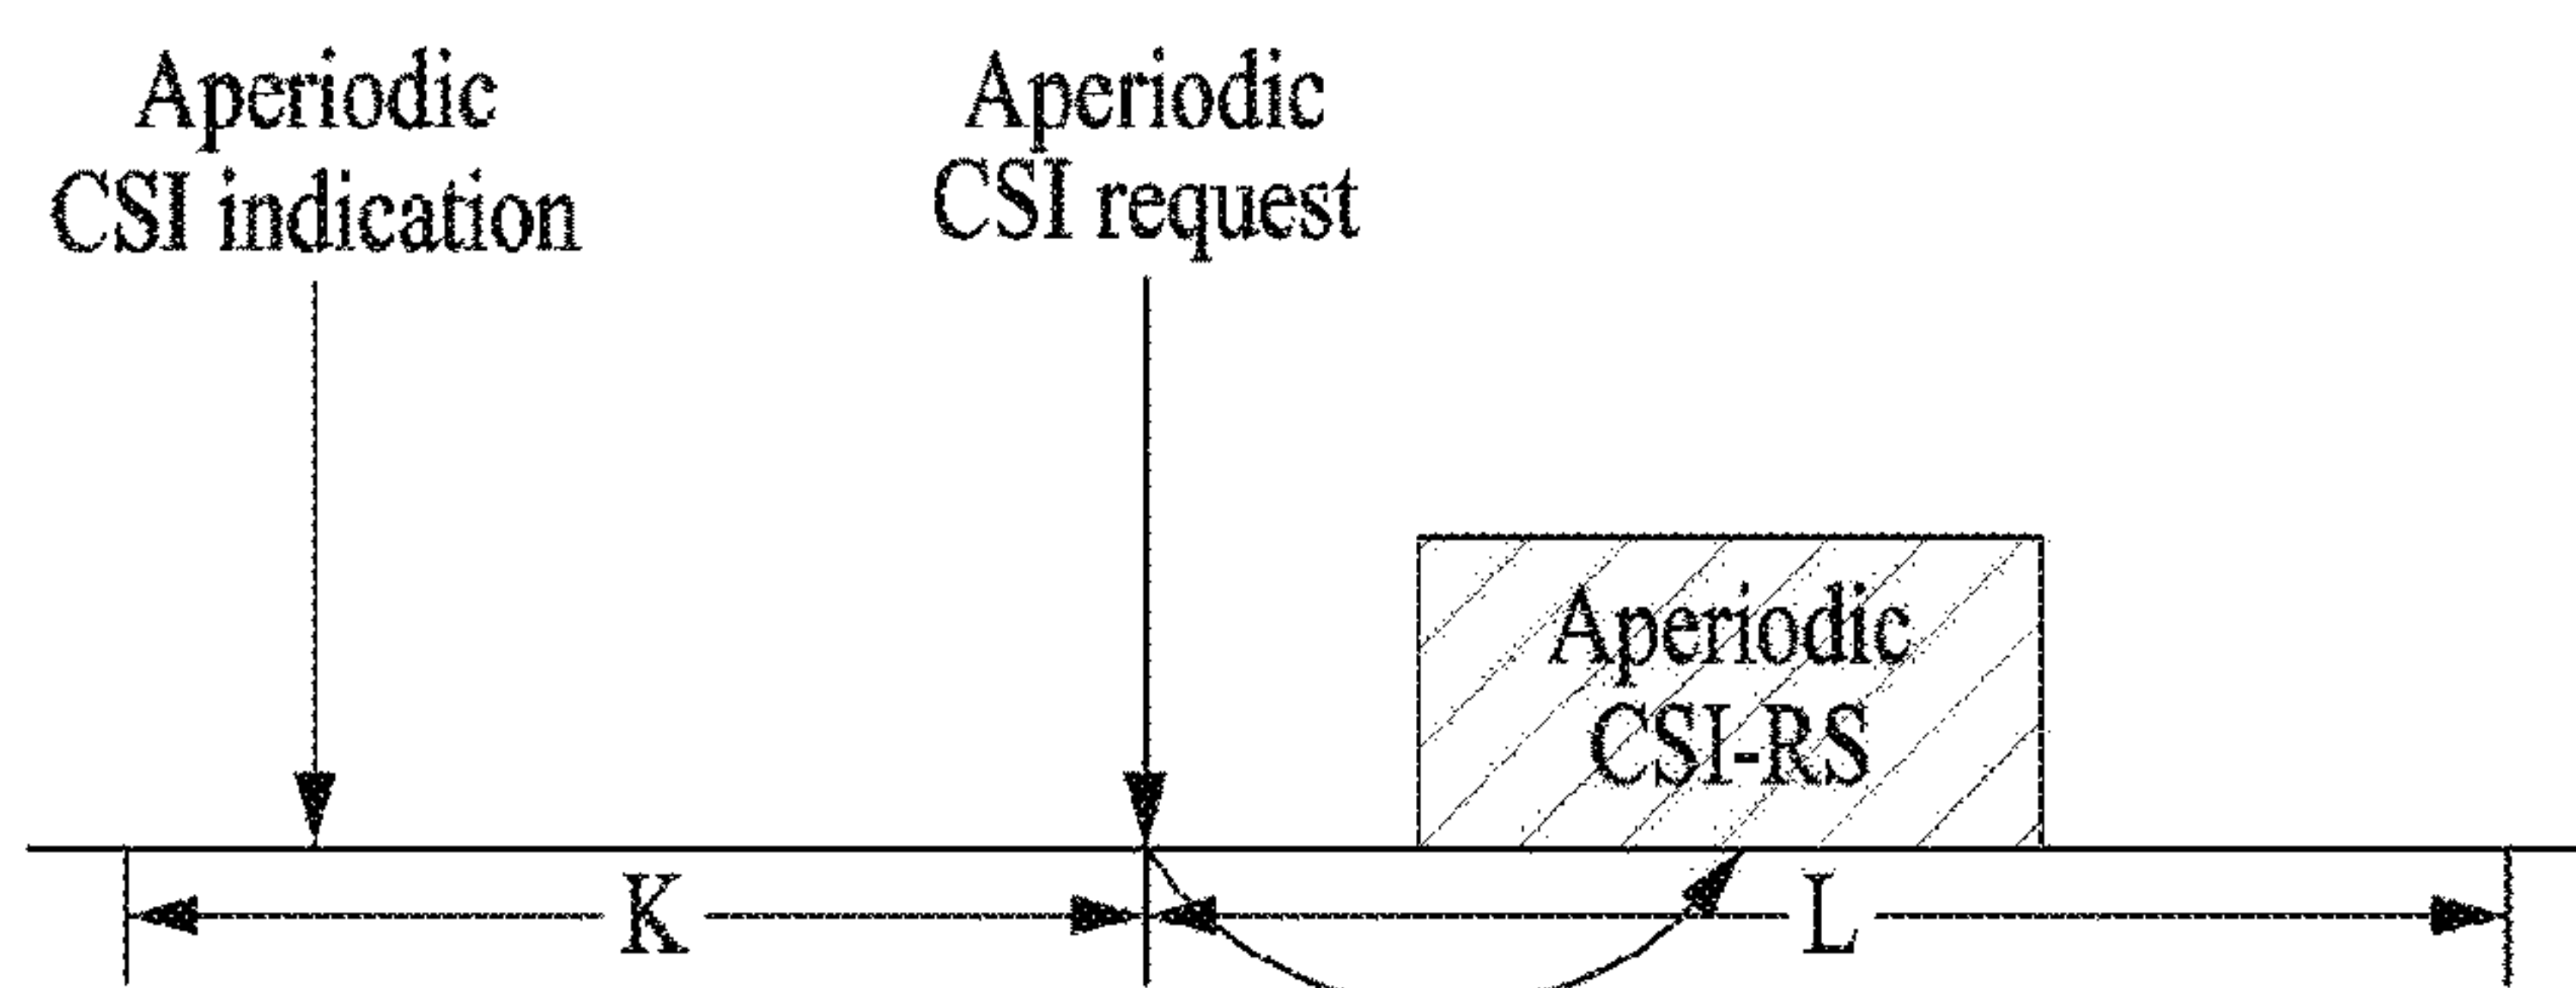 Aperiodic
CSI indication
Aperiodic
CSI request
Aperiodic
CSI-RS
K
L